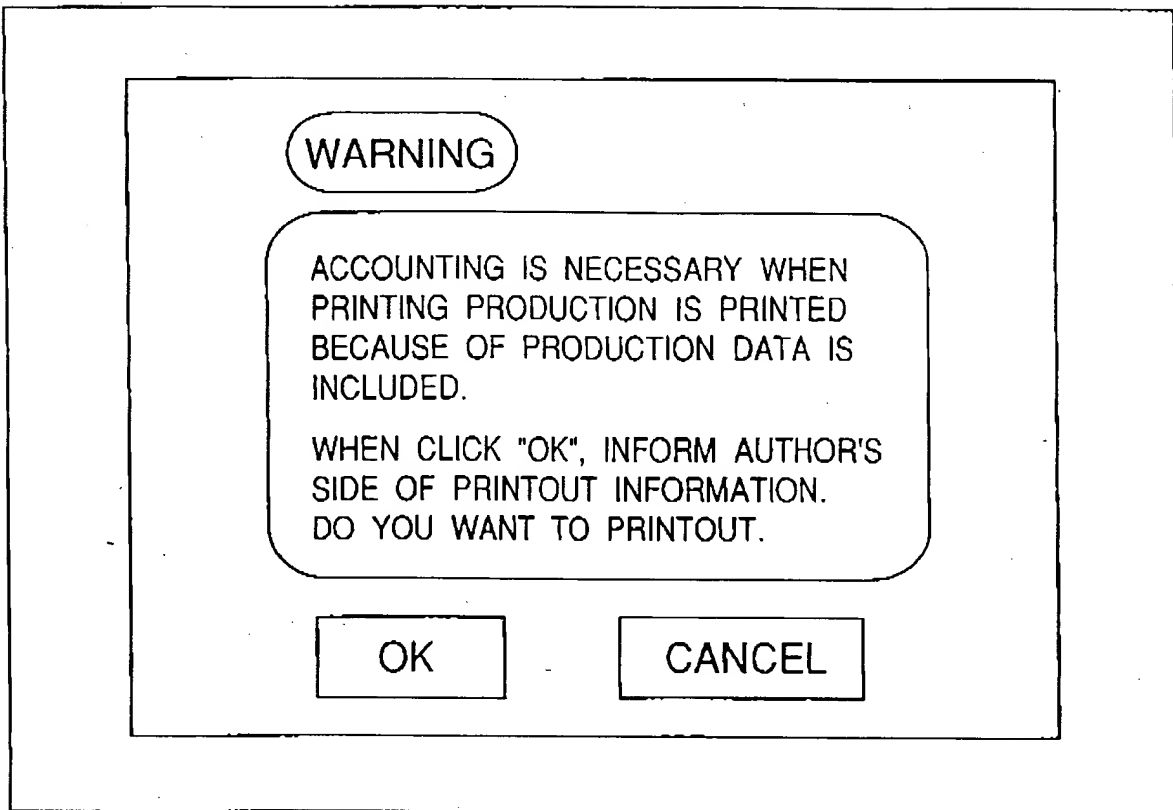 WARNING
ACCOUNTING IS NECESSARY WHEN
PRINTING PRODUCTION IS PRINTED
BECAUSE OF PRODUCTION DATA IS
INCLUDED.
WHEN CLICK "OK", INFORM AUTHOR'S
SIDE OF PRINTOUT INFORMATION.
DO YOU WANT TO PRINTOUT.
OK CANCEL